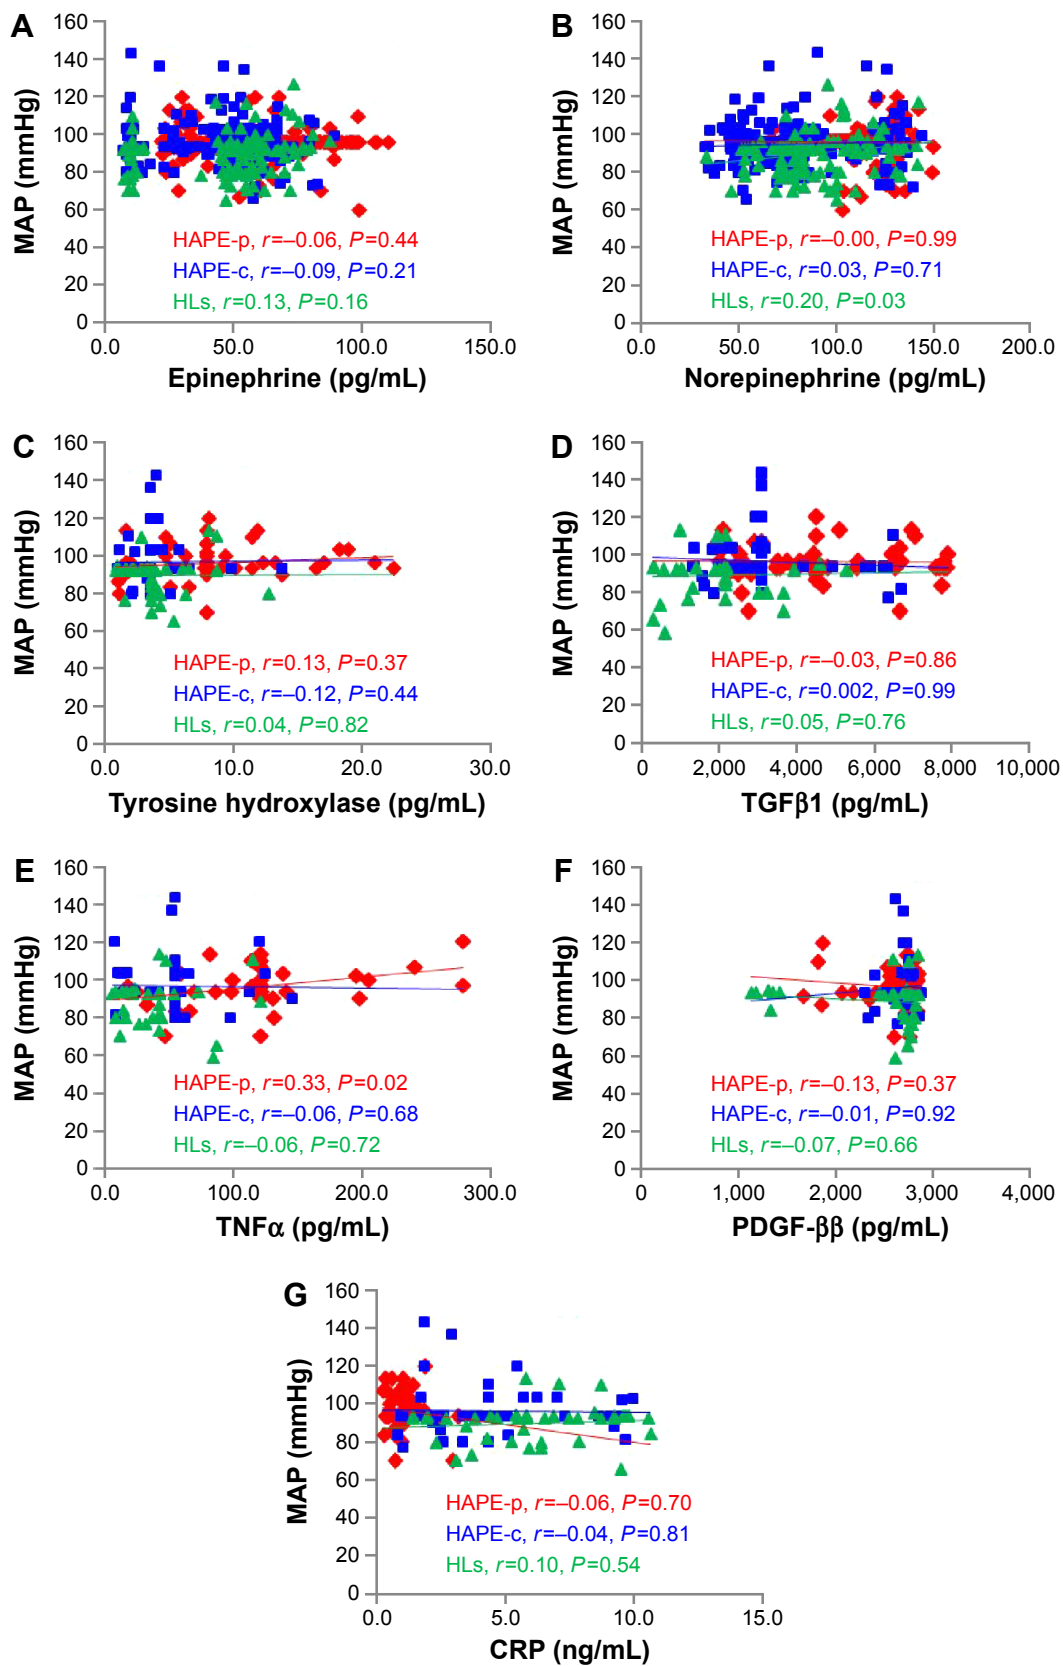 A
160
140
120
100
80
60
40
20
0
MAP (mmHg)
HAPE-p, r=–0.06, P=0.44
HAPE-c, r=–0.09, P=0.21
HLs, r=0.13, P=0.16
0.0 50.0 100.0 150.0
Epinephrine (pg/mL)
B
160
140
120
100
80
60
40
20
0
MAP (mmHg)
HAPE-p, r=–0.00, P=0.99
HAPE-c, r=0.03, P=0.71
HLs, r=0.20, P=0.03
0.0 50.0 100.0 150.0 200.0
Norepinephrine (pg/mL)
C
160
140
120
100
80
60
40
20
0
MAP (mmHg)
HAPE-p, r=0.13, P=0.37
HAPE-c, r=–0.12, P=0.44
HLs, r=0.04, P=0.82
0.0 10.0 20.0 30.0
Tyrosine hydroxylase (pg/mL)
D
160
140
120
100
80
60
40
20
0
MAP (mmHg)
HAPE-p, r=–0.03, P=0.86
HAPE-c, r=0.002, P=0.99
HLs, r=0.05, P=0.76
0 2,000 4,000 6,000 8,000 10,000
TGFβ1 (pg/mL)
E
160
140
120
100
80
60
40
20
0
MAP (mmHg)
HAPE-p, r=0.33, P=0.02
HAPE-c, r=–0.06, P=0.68
HLs, r=–0.06, P=0.72
0.0 100.0 200.0 300.0
TNFα (pg/mL)
F
160
140
120
100
80
60
40
20
0
MAP (mmHg)
HAPE-p, r=–0.13, P=0.37
HAPE-c, r=–0.01, P=0.92
HLs, r=–0.07, P=0.66
0 1,000 2,000 3,000 4,000
PDGF-ββ (pg/mL)
G
160
140
120
100
80
60
40
20
0
MAP (mmHg)
HAPE-p, r=–0.06, P=0.70
HAPE-c, r=–0.04, P=0.81
HLs, r=0.10, P=0.54
0.0 5.0 10.0 15.0
CRP (ng/mL)